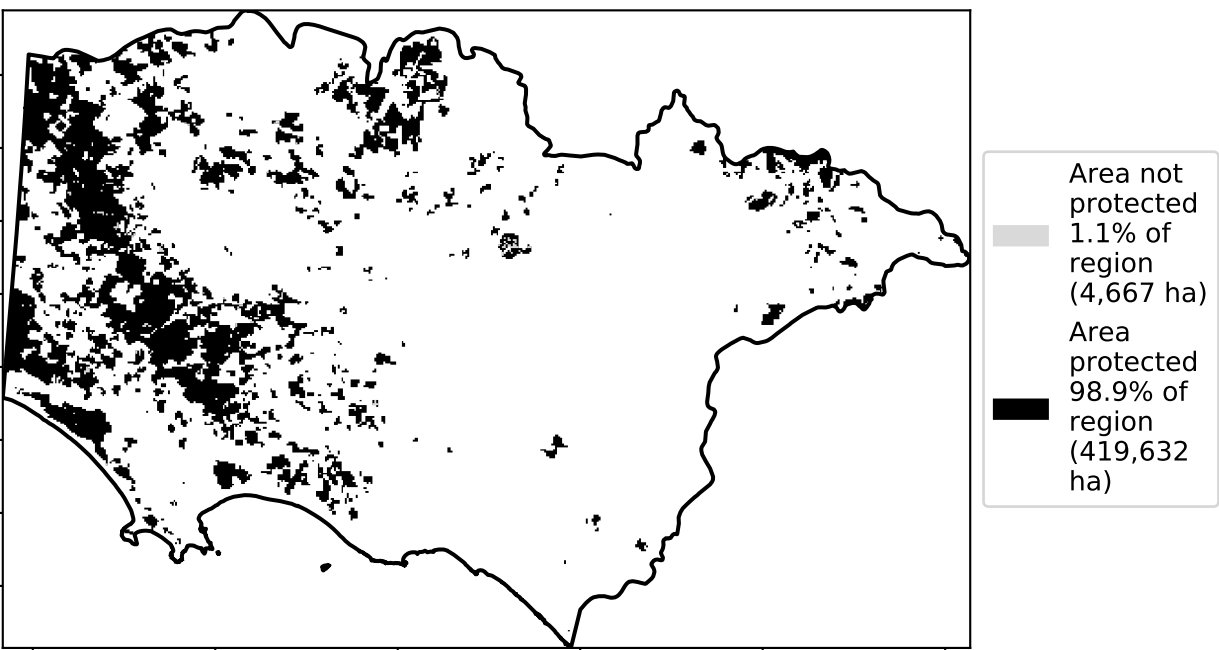 Area not
protected
1.1% of
region
(4,667 ha)
Area
protected
98.9% of
region
(419,632
ha)